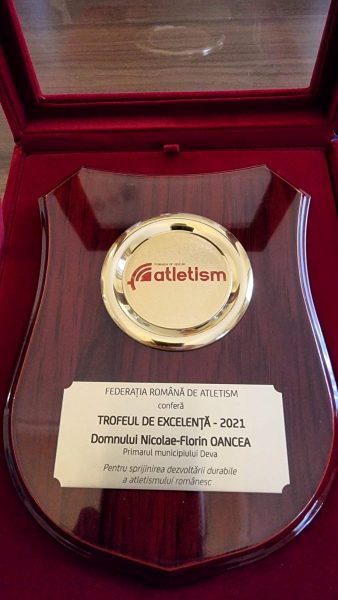 atletism
FEDERAȚIA ROMÂNĂ DE ATLETISM
conferă
TROFEUL DE EXCELENȚĂ - 2021
Domnului Nicolae-Florin OANCEA
Primarul municipiului Deva
Pentru sprijinirea dezvoltării durabile
a atletismului românesc